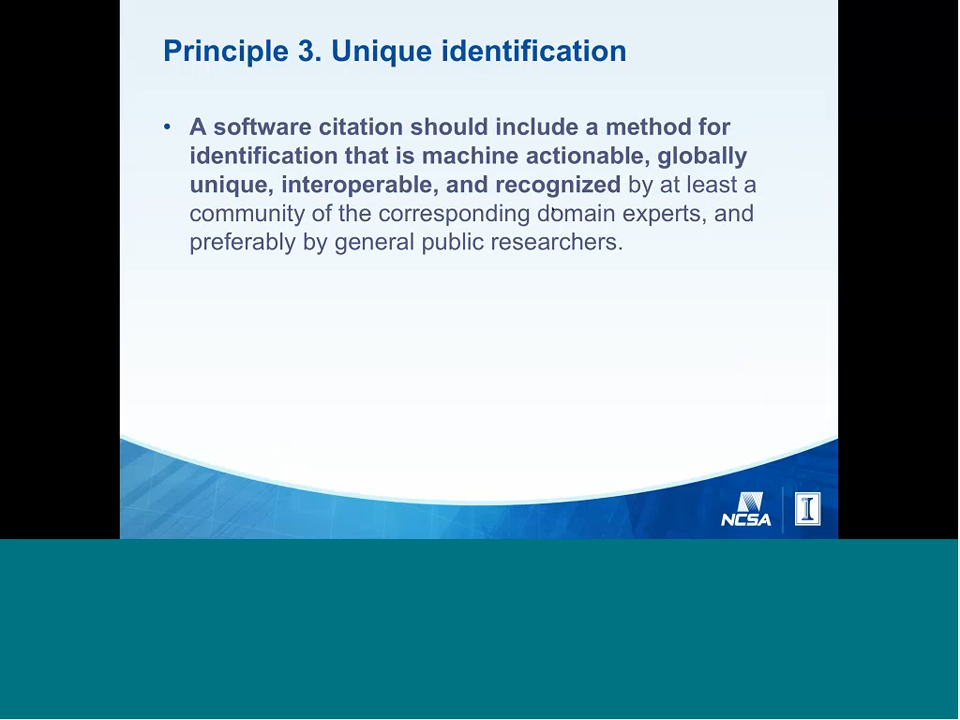 Principle 3. Unique identification
• A software citation should include a method for
identification that is machine actionable, globally
unique, interoperable, and recognized by at least a
community of the corresponding domain experts, and
preferably by general public researchers.
NCSA
I